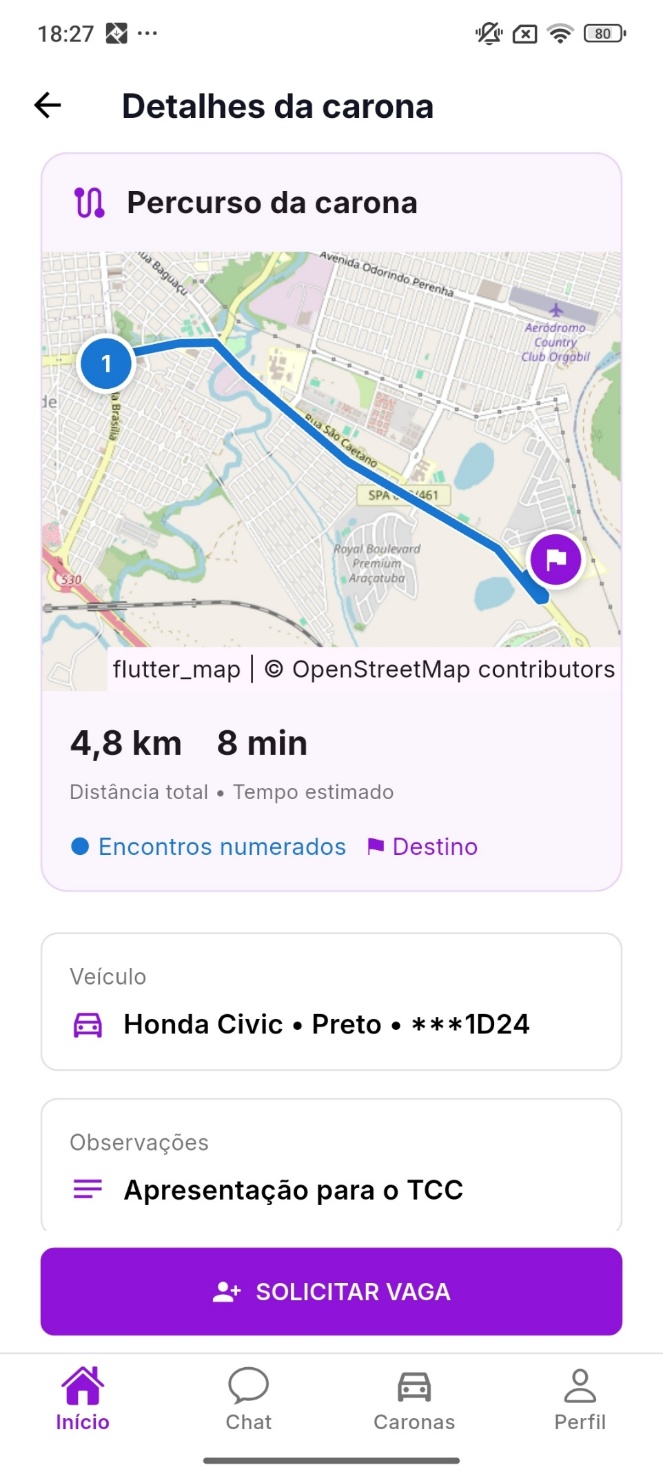 18:27
80
Detalhes da carona
Percurso da carona
Avenida Odorindo Perenha
Aeródromo
Country
Club Orgabil
1
Rua São Caetano
Royal Boulevard
Premium
Araçatuba
530
flutter_map | © OpenStreetMap contributors
4,8 km 8 min
Distância total • Tempo estimado
Encontros numerados Destino
Veículo
Honda Civic • Preto • ***1D24
Observações
Apresentação para o TCC
SOLICITAR VAGA
Início Chat Caronas Perfil